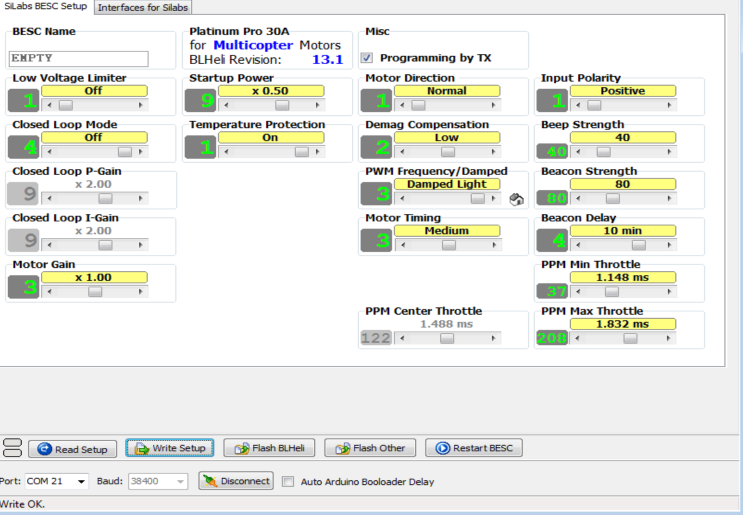 SiLabs BESC Setup Interfaces for Silabs
BESC Name
EMPTY
Platinum Pro 30A
for Multicopter Motors
BLHeli Revision: 13.1
Misc
Programming by TX
Low Voltage Limiter
Off
1
Startup Power
x 0.50
9
Motor Direction
Normal
1
Input Polarity
Positive
1
Closed Loop Mode
Off
4
Temperature Protection
On
1
Demag Compensation
Low
2
Beep Strength
40
40
Closed Loop P-Gain
x 2.00
9
PWM Frequency/Damped
Damped Light
3
Beacon Strength
80
80
Closed Loop I-Gain
x 2.00
9
Motor Timing
Medium
3
Beacon Delay
10 min
4
Motor Gain
x 1.00
3
PPM Min Throttle
1.148 ms
37
PPM Center Throttle
1.488 ms
122
PPM Max Throttle
1.832 ms
208
Read Setup Write Setup Flash BLHeli Flash Other Restart BESC
Port: COM 21 Baud: 38400 Disconnect Auto Arduino Booloader Delay
Write OK.